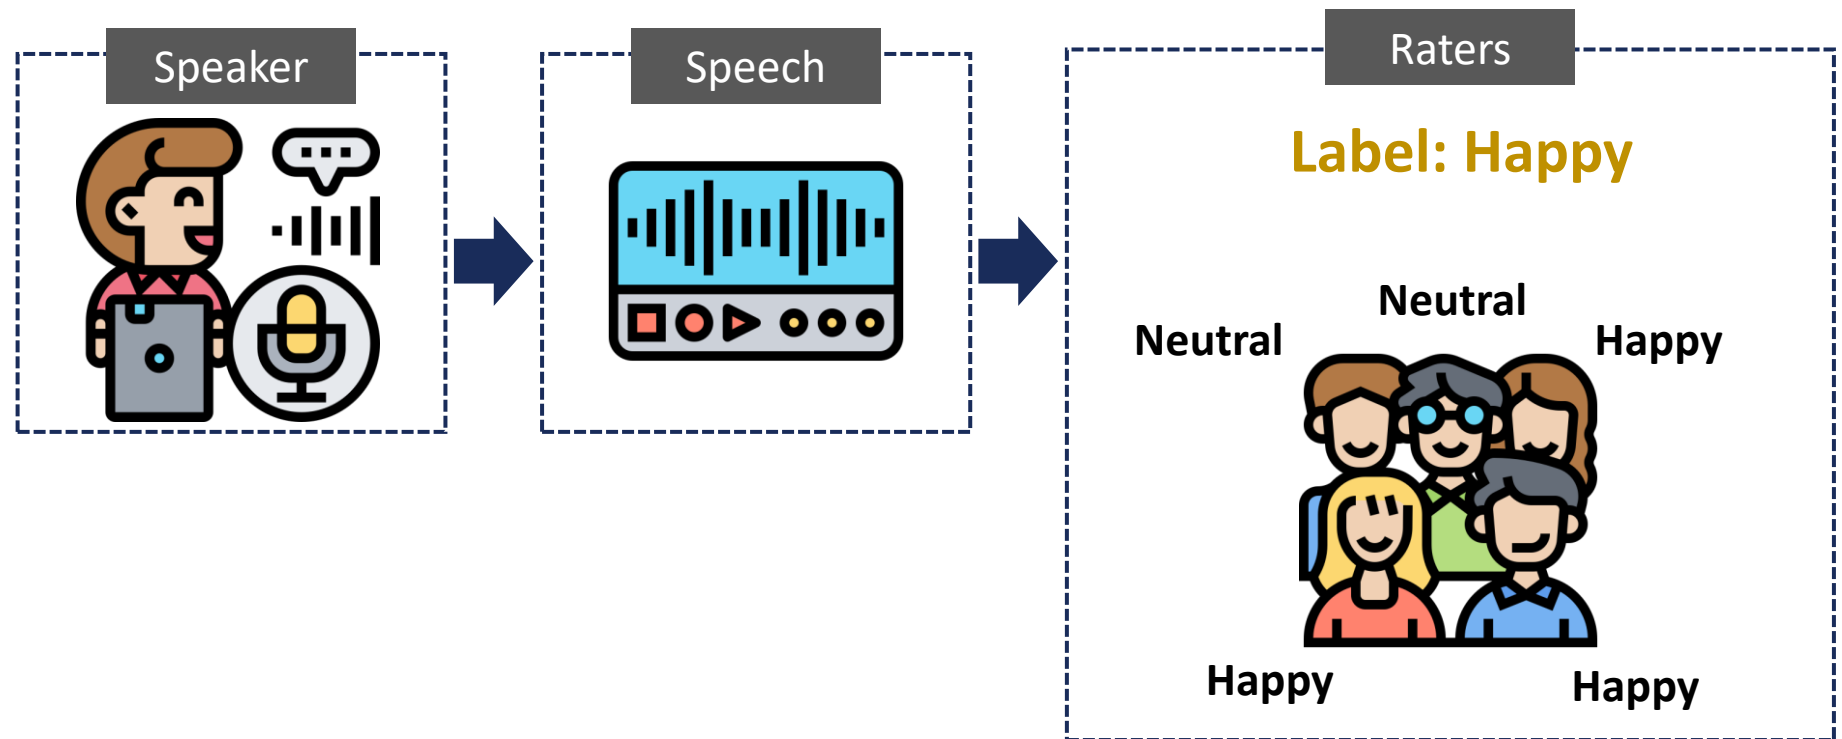 Speaker
Speech
Raters
Label: Happy
Neutral
Neutral
Happy
Happy
Happy